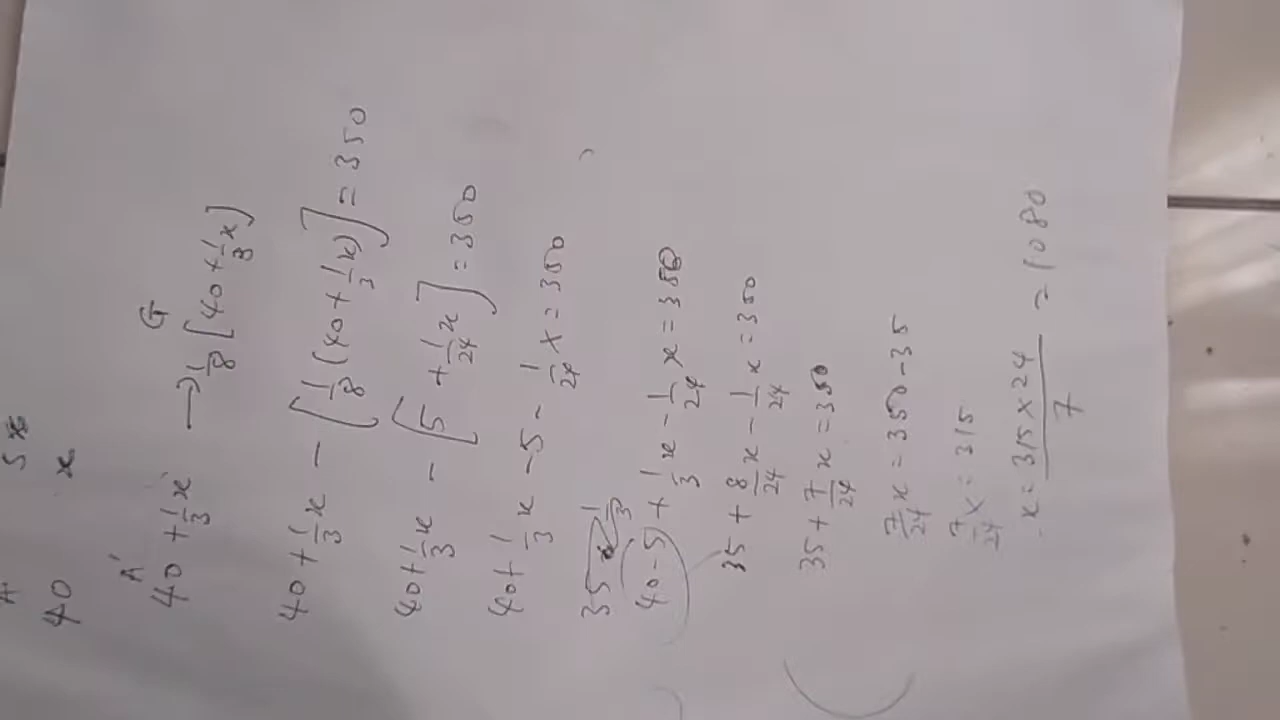 A S
40 x
A' G
40 + 1/3 x → 1/8 [40 + 1/3 x]
40 + 1/3 x - [1/8 (40 + 1/3 x)] = 350
40 + 1/3 x - [5 + 1/24 x] = 350
40 + 1/3 x - 5 - 1/24 x = 350
35 1/3
40 - 5 + 1/3 x - 1/24 x = 350
35 + 8/24 x - 1/24 x = 350
35 + 7/24 x = 350
7/24 x = 350 - 35
7/24 x = 315
x = 315 x 24 / 7 = 1080